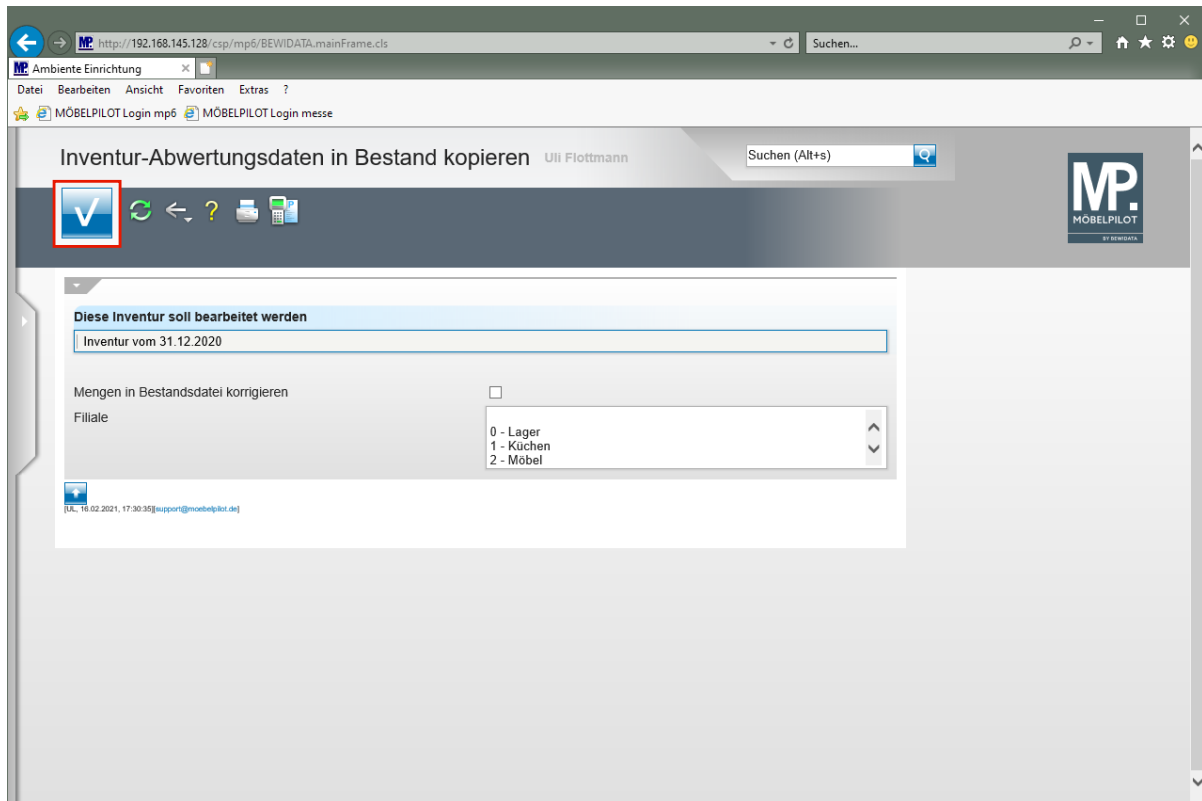 http://192.168.145.128/csp/mp6/BEWIDATA.mainFrame.cls
Suchen...
MP. Ambiente Einrichtung
Datei Bearbeiten Ansicht Favoriten Extras ?
MÖBELPILOT Login mp6 MÖBELPILOT Login messe
Inventur-Abwertungsdaten in Bestand kopieren Uli Flottmann
Suchen (Alt+s)
MP.
MÖBELPILOT
BY BEWIDATA
Diese Inventur soll bearbeitet werden
Inventur vom 31.12.2020
Mengen in Bestandsdatei korrigieren
Filiale
0 - Lager
1 - Küchen
2 - Möbel
[UL, 16.02.2021, 17:30:35][support@moebelpilot.de]